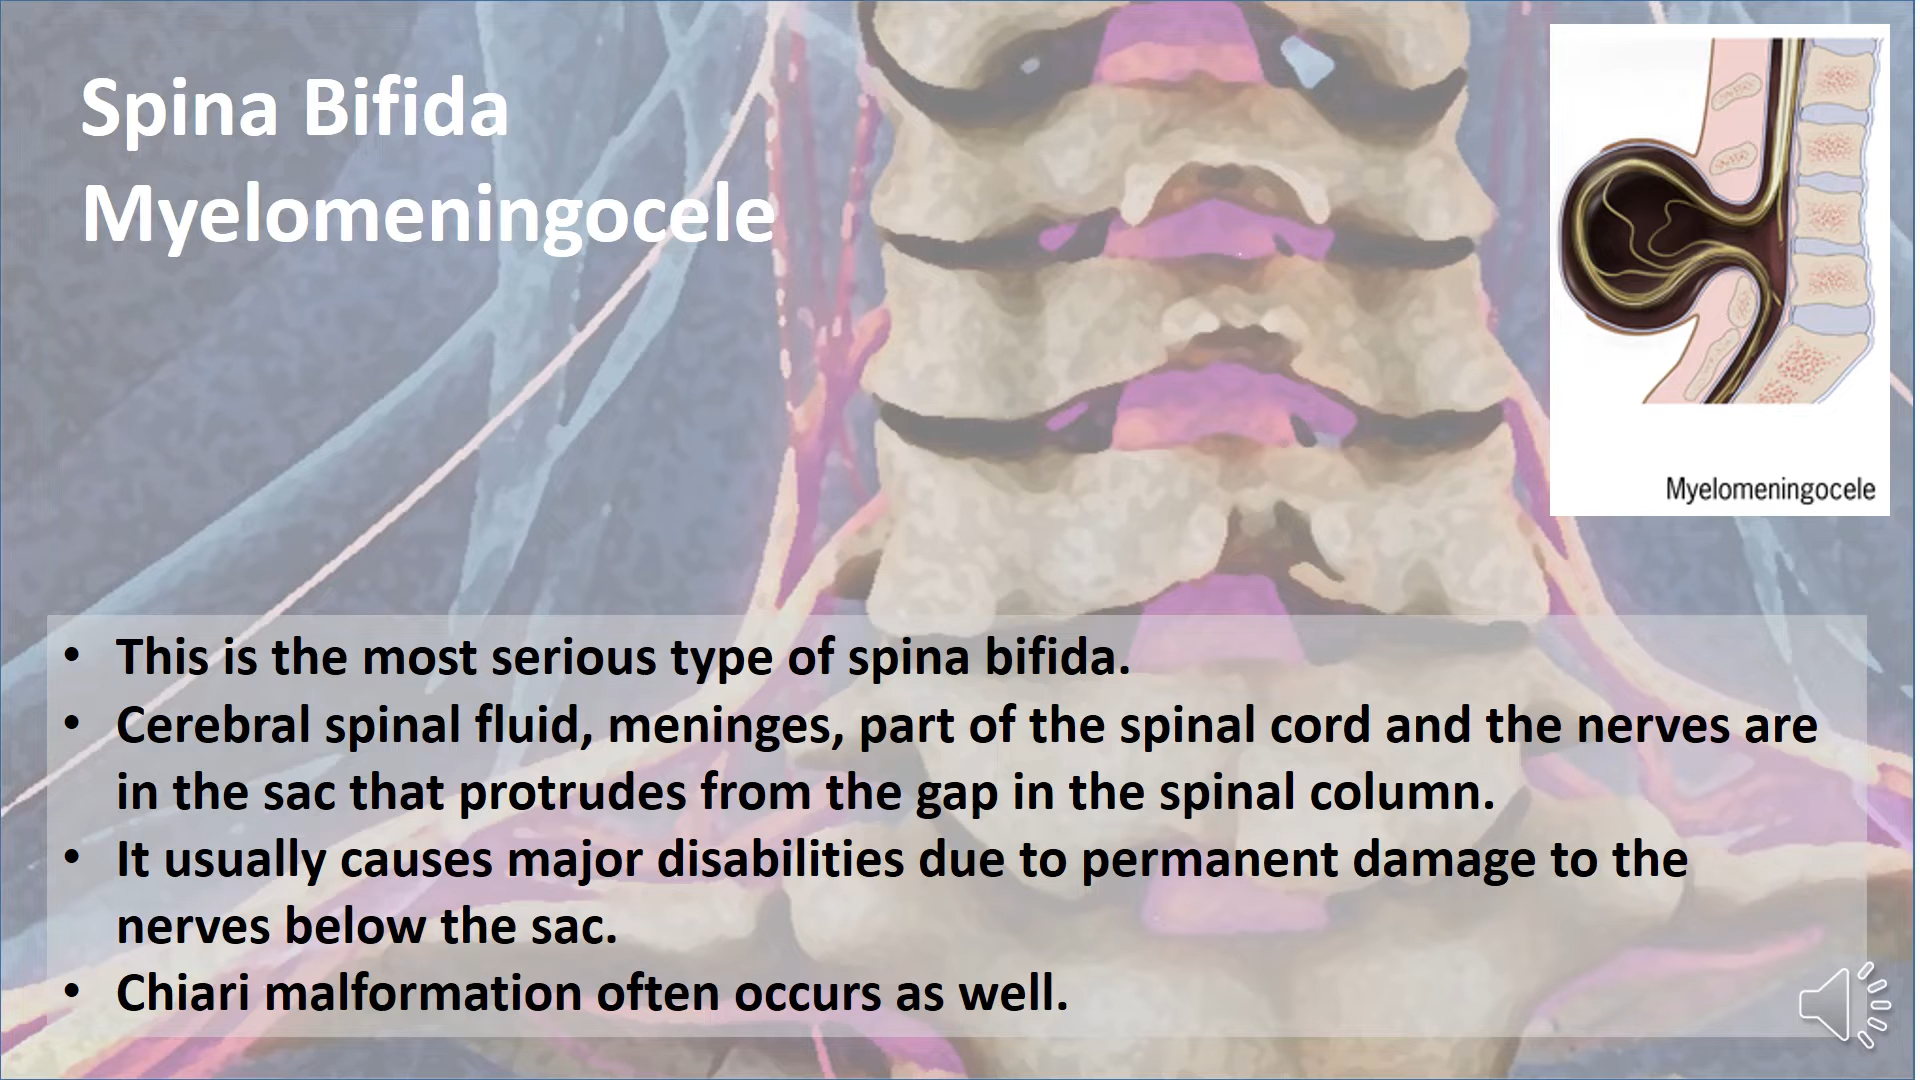 Spina Bifida
Myelomeningocele
Myelomeningocele
• This is the most serious type of spina bifida.
• Cerebral spinal fluid, meninges, part of the spinal cord and the nerves are
in the sac that protrudes from the gap in the spinal column.
• It usually causes major disabilities due to permanent damage to the
nerves below the sac.
• Chiari malformation often occurs as well.